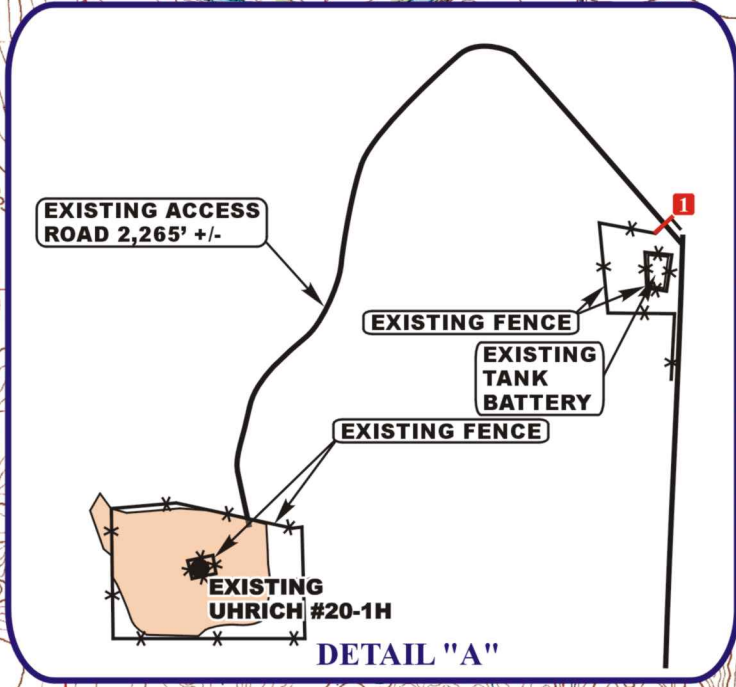 EXISTING ACCESS
ROAD 2,265' +/-
1
EXISTING FENCE
EXISTING
TANK
BATTERY
EXISTING FENCE
EXISTING
UHRICH #20-1H
DETAIL "A"